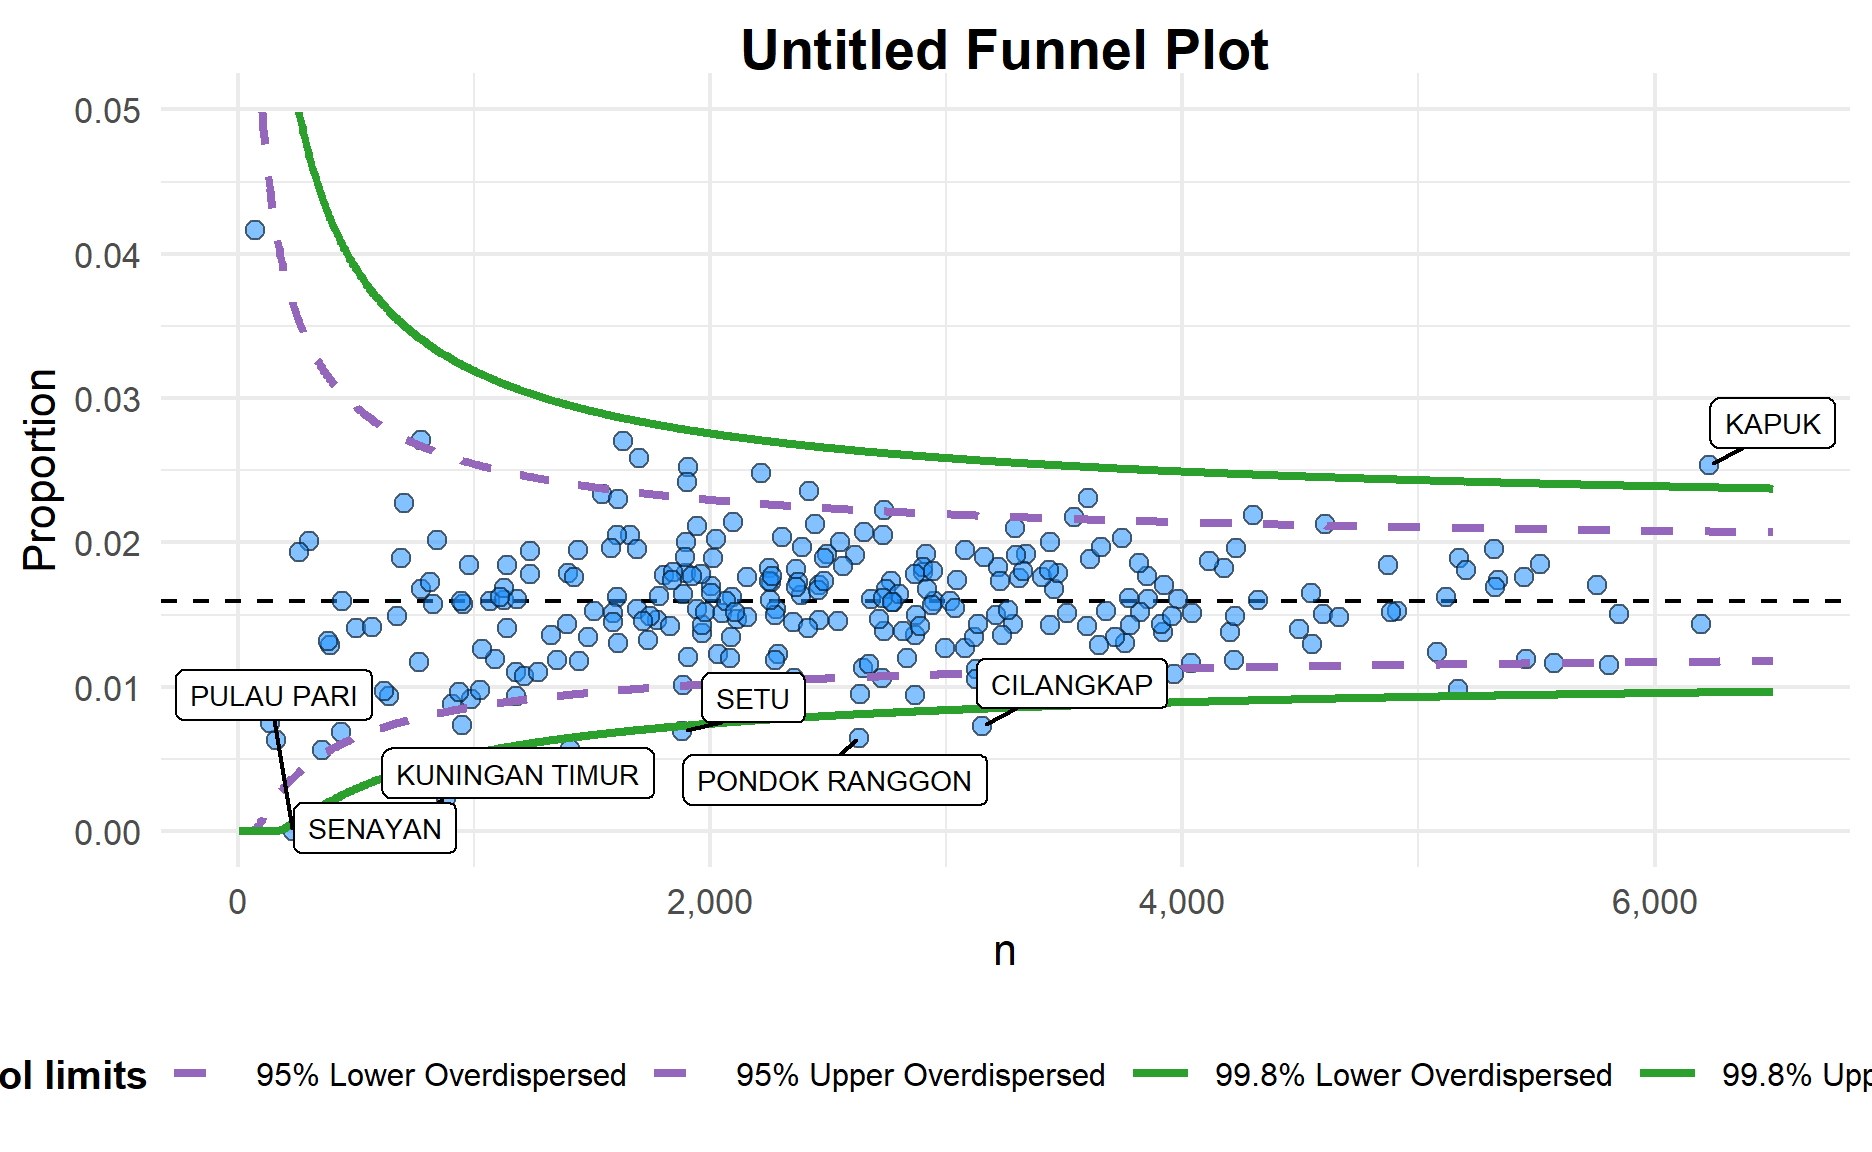 Untitled Funnel Plot
0.05
0.04
0.03
0.02
0.01
0.00
Proportion
KAPUK
PULAU PARI
SETU
CILANGKAP
KUNINGAN TIMUR
PONDOK RANGGON
SENAYAN
0 2,000 4,000 6,000
n
ol limits 95% Lower Overdispersed 95% Upper Overdispersed 99.8% Lower Overdispersed 99.8% Upp